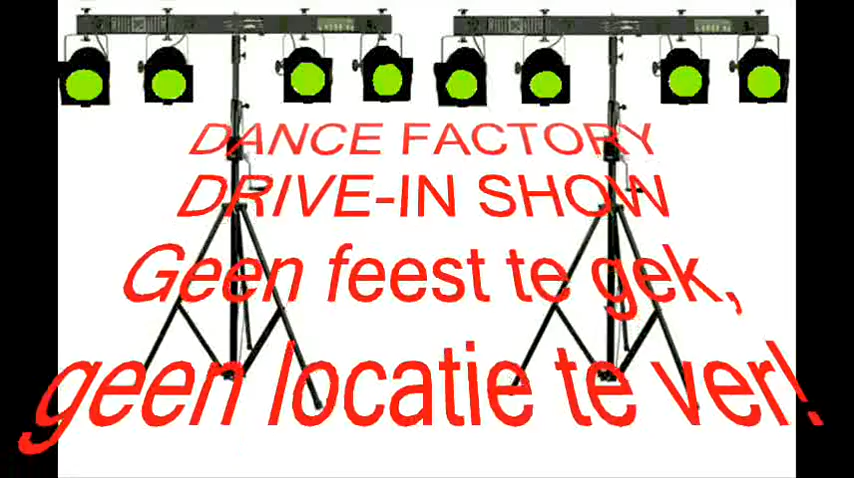 DANCE FACTORY
DRIVE-IN SHOW
Geen feest te gek,
geen locatie te ver!